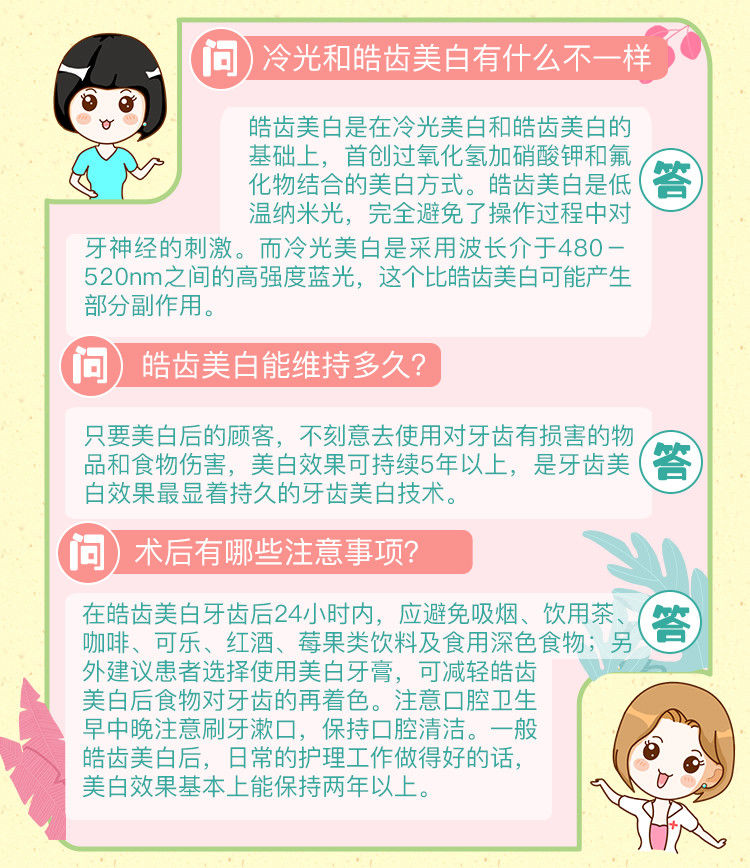 问 冷光和皓齿美白有什么不一样
皓齿美白是在冷光美白和皓齿美白的
基础上，首创过氧化氢加硝酸钾和氟
化物结合的美白方式。皓齿美白是低
温纳米光，完全避免了操作过程中对
牙神经的刺激。而冷光美白是采用波长介于480－
520nm之间的高强度蓝光，这个比皓齿美白可能产生
部分副作用。
答
问 皓齿美白能维持多久？
只要美白后的顾客，不刻意去使用对牙齿有损害的物
品和食物伤害，美白效果可持续5年以上，是牙齿美
白效果最显着持久的牙齿美白技术。
答
问 术后有哪些注意事项？
在皓齿美白牙齿后24小时内，应避免吸烟、饮用茶、
咖啡、可乐、红酒、莓果类饮料及食用深色食物；另
外建议患者选择使用美白牙膏，可减轻皓齿
美白后食物对牙齿的再着色。注意口腔卫生
早中晚注意刷牙漱口，保持口腔清洁。一般
皓齿美白后，日常的护理工作做得好的话，
美白效果基本上能保持两年以上。
答